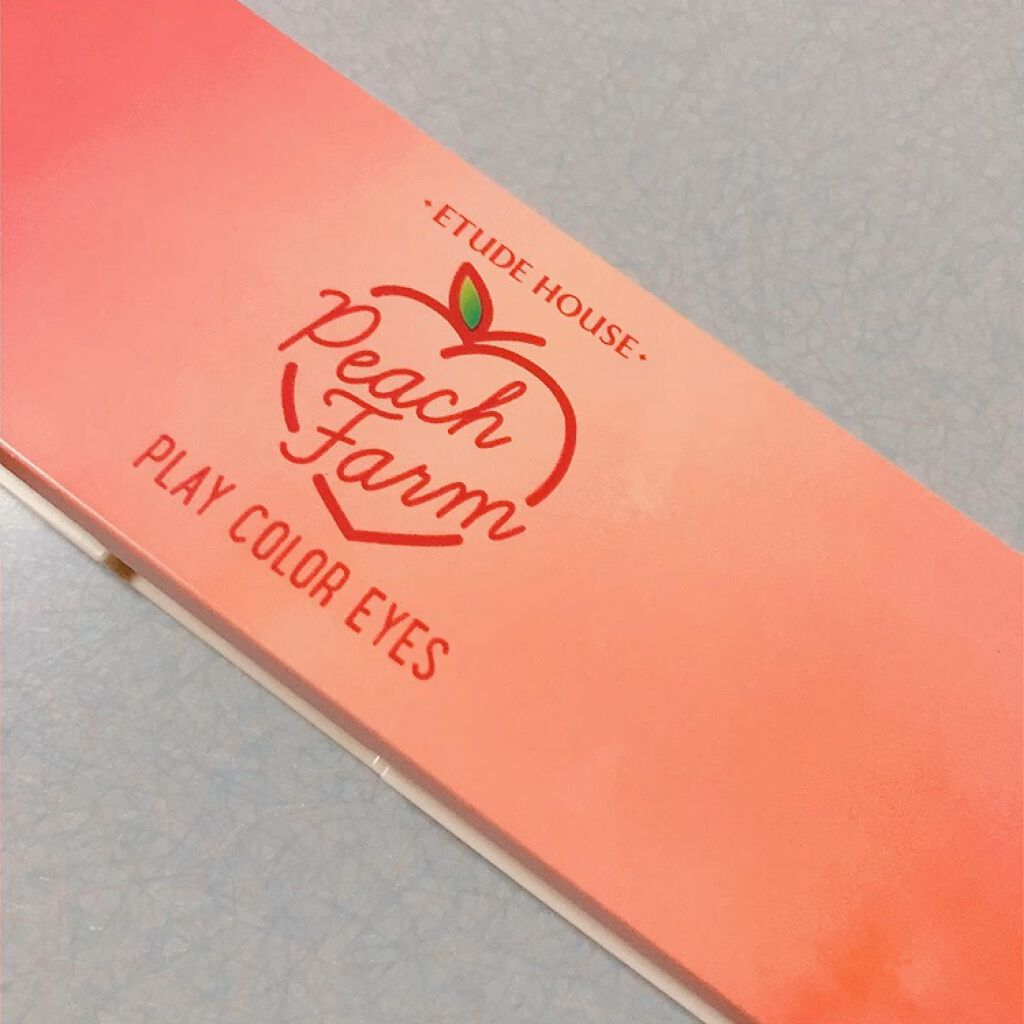 ·ETUDE HOUSE·
Peach
Farm
PLAY COLOR EYES